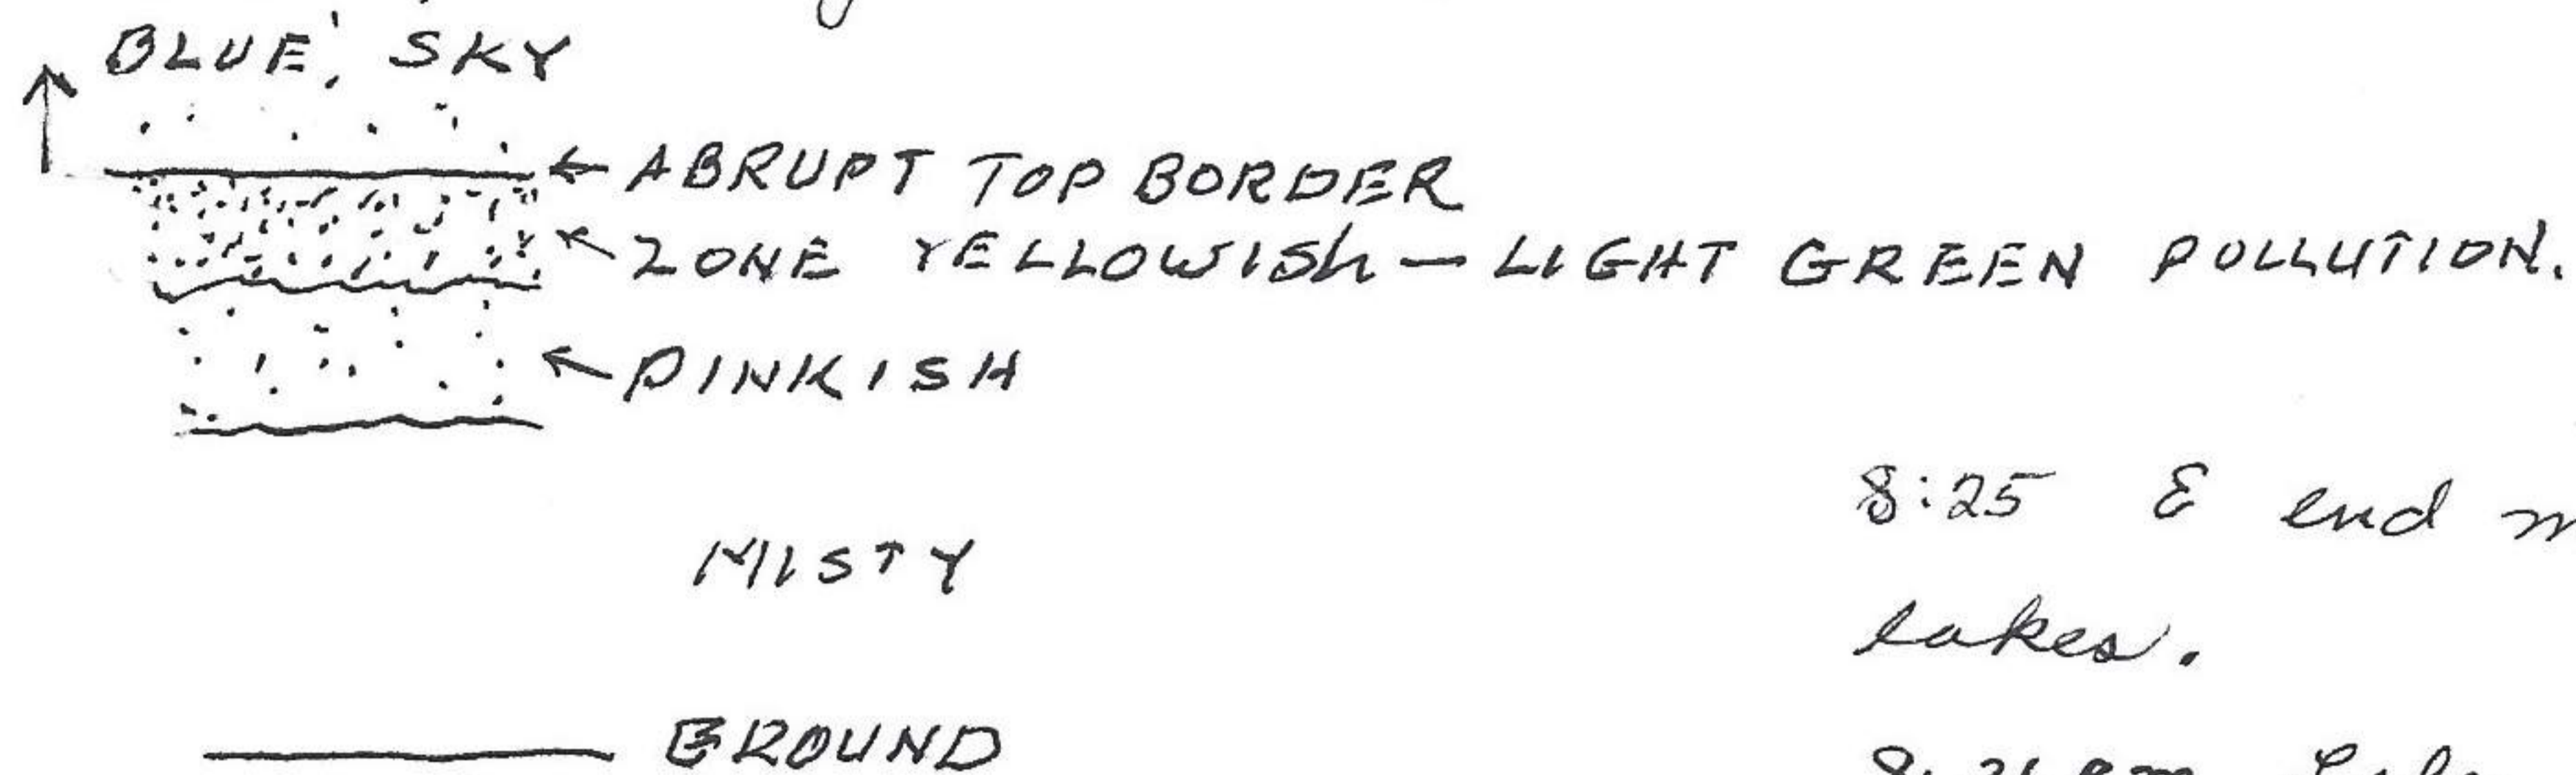 BLUE, SKY
← ABRUPT TOP BORDER
ZONE YELLOWISh — LIGHT GREEN POLLUTION.
PINKISH
8:25 E end
MISTY
lakes.
GROUND